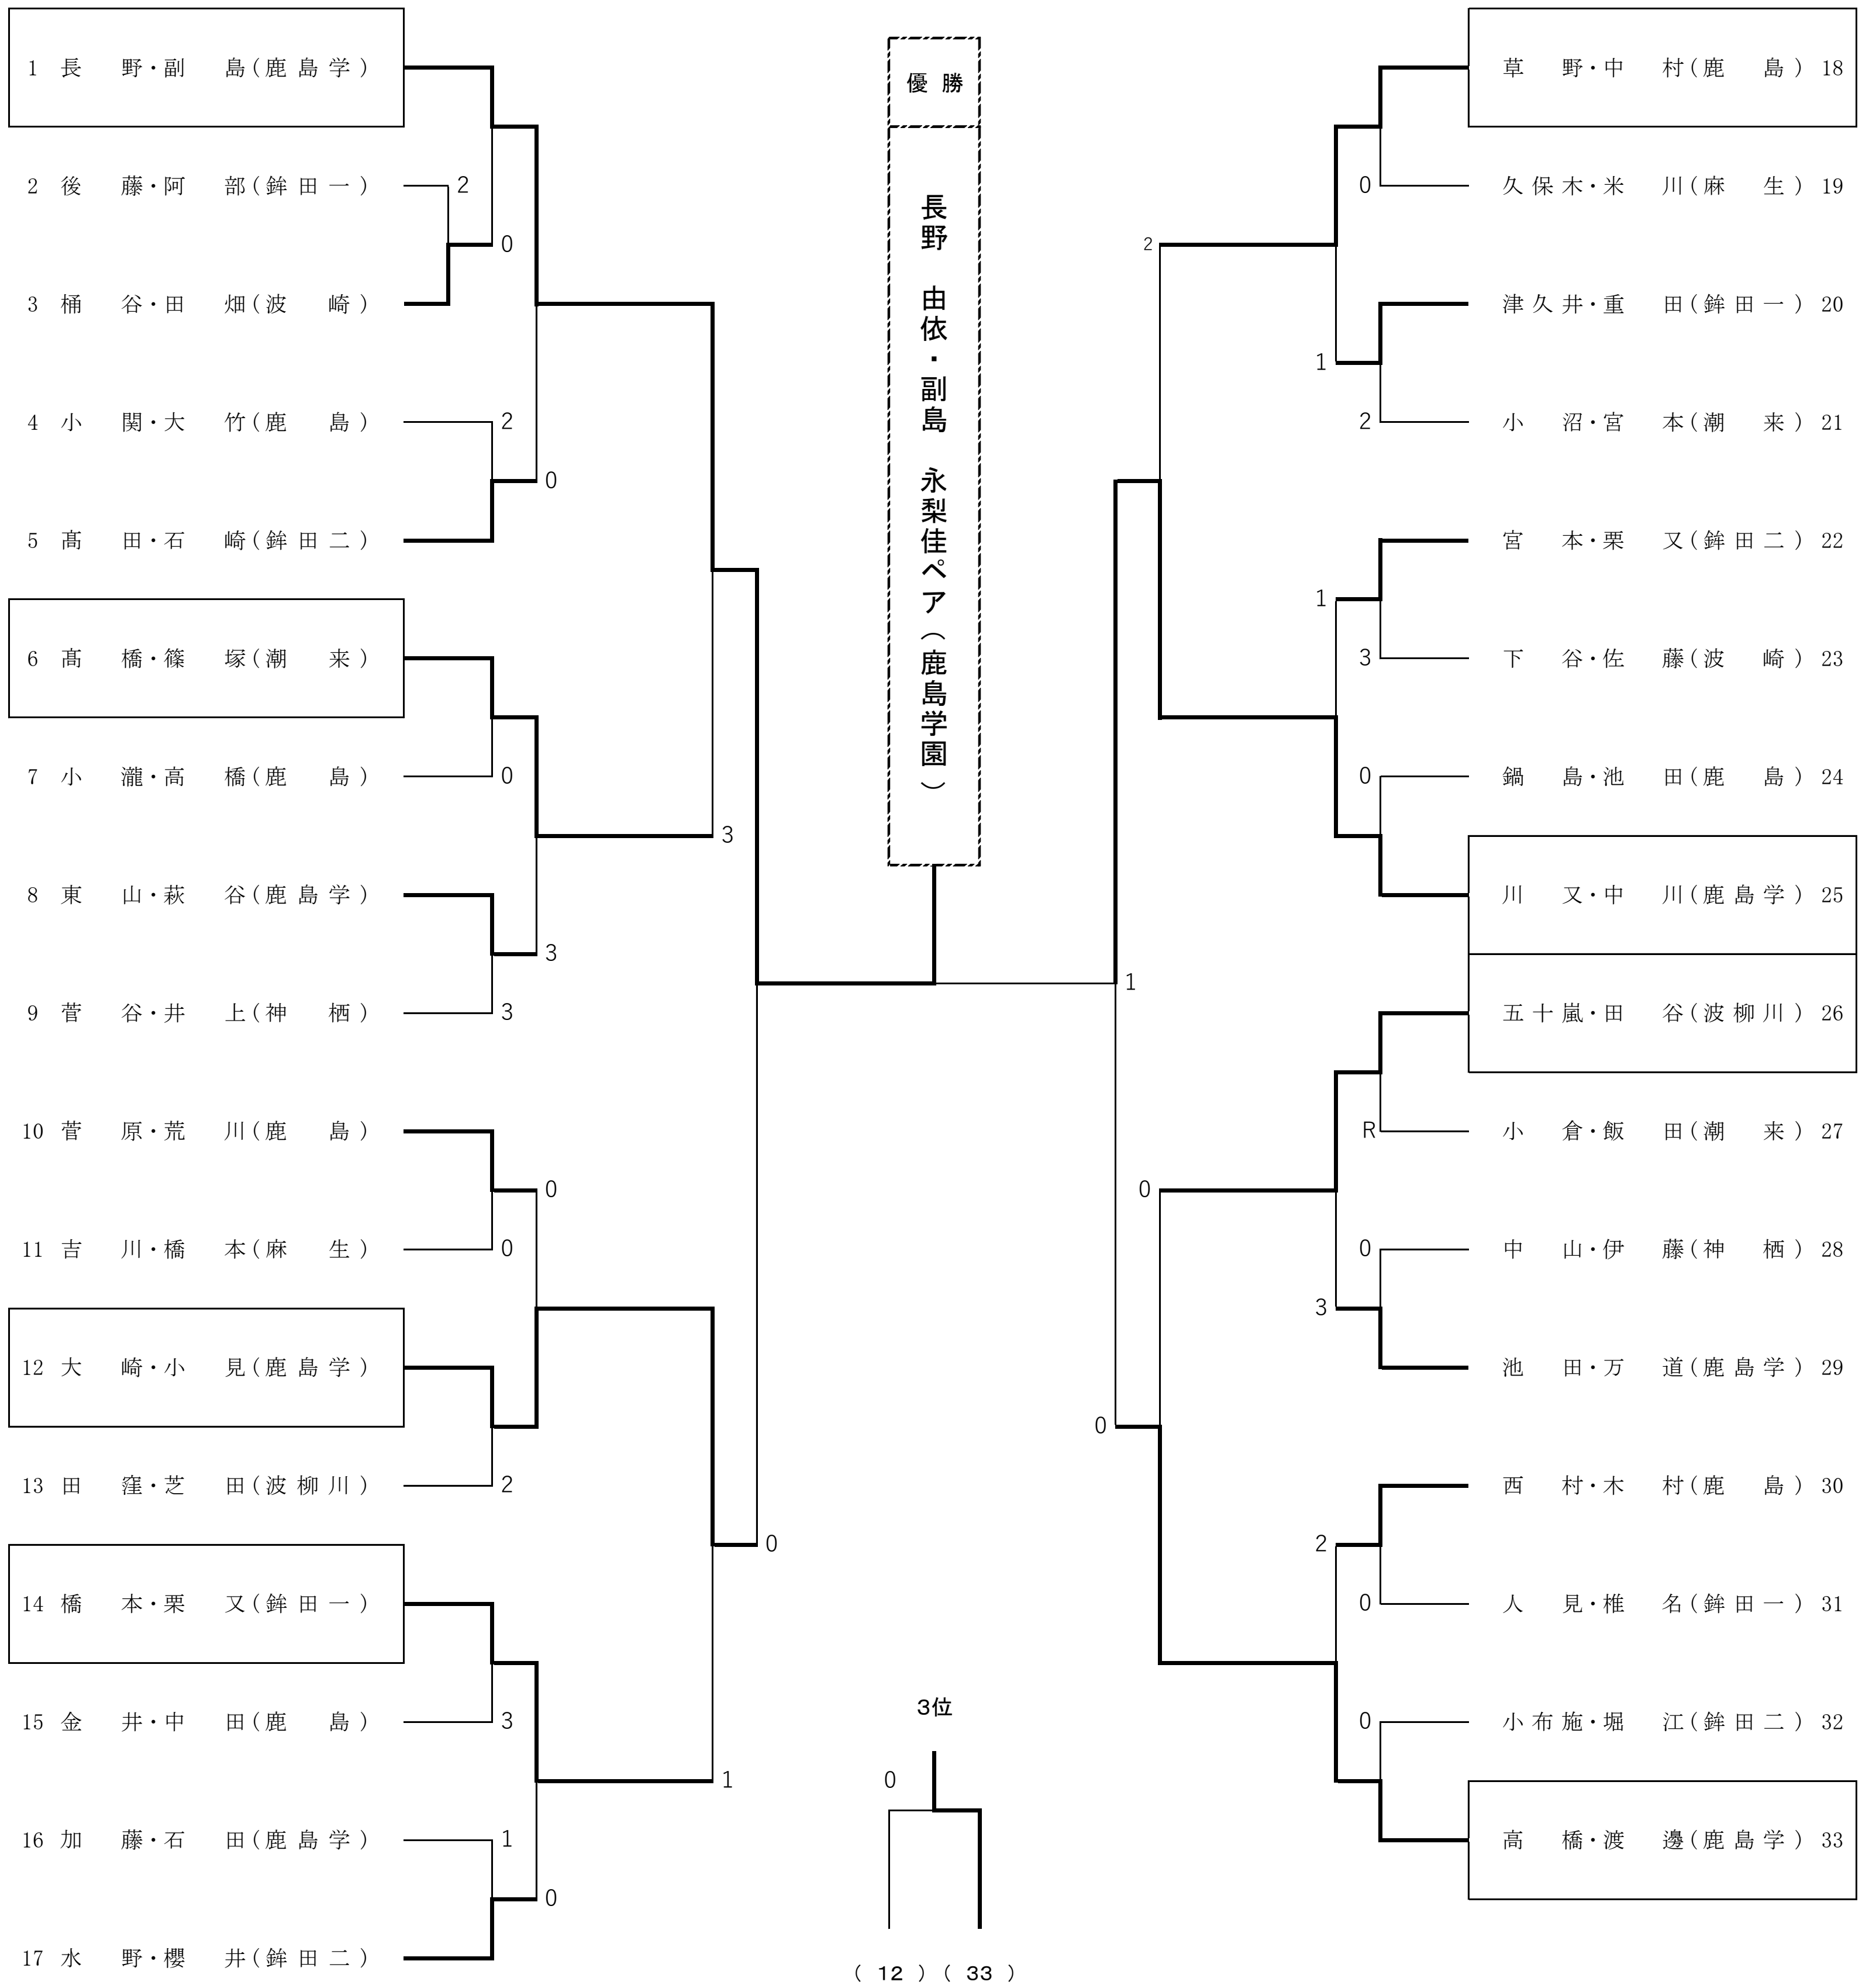 1 長野・副島(鹿島学)
2 後藤・阿部(鉾田一)
2
0
3 桶谷・田畑(波崎)
4 小関・大竹(鹿島)
2
0
5 髙田・石崎(鉾田二)
6 髙橋・篠塚(潮来)
7 小瀧・高橋(鹿島)
0
3
8 東山・萩谷(鹿島学)
3
9 菅谷・井上(神栖)
3
10 菅原・荒川(鹿島)
0
11 吉川・橋本(麻生)
0
12 大崎・小見(鹿島学)
13 田窪・芝田(波柳川)
2
0
14 橋本・栗又(鉾田一)
15 金井・中田(鹿島)
3
1
16 加藤・石田(鹿島学)
1
0
17 水野・櫻井(鉾田二)
優勝
長野 由依・副島 永梨佳ペア(鹿島学園)
1
3位
0
(12)(33)
草野・中村(鹿島) 18
0
久保木・米川(麻生) 19
2
津久井・重田(鉾田一) 20
1
2
小沼・宮本(潮来) 21
宮本・栗又(鉾田二) 22
1
3
下谷・佐藤(波崎) 23
0
鍋島・池田(鹿島) 24
川又・中川(鹿島学) 25
五十嵐・田谷(波柳川) 26
R
小倉・飯田(潮来) 27
0
0
中山・伊藤(神栖) 28
3
池田・万道(鹿島学) 29
0
西村・木村(鹿島) 30
2
0
人見・椎名(鉾田一) 31
0
小布施・堀江(鉾田二) 32
高橋・渡邊(鹿島学) 33